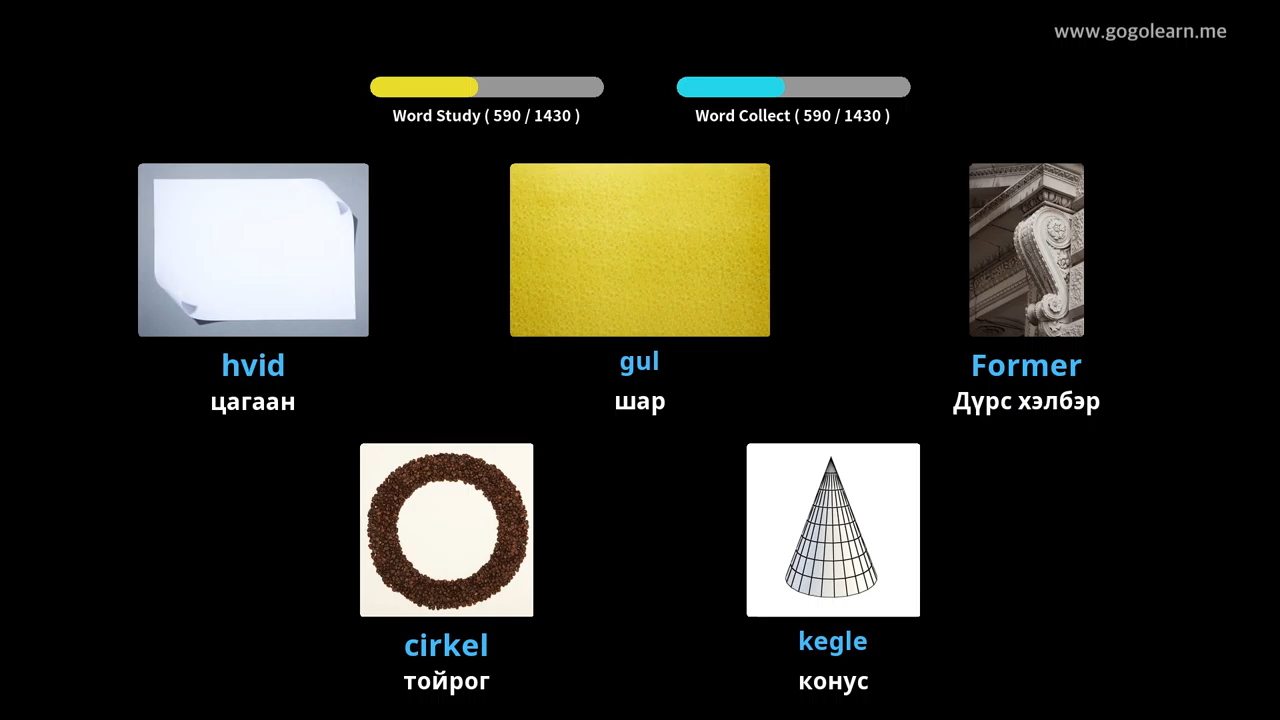 www.gogolearn.me
Word Study ( 590 / 1430 )
Word Collect ( 590 / 1430 )
hvid
цагаан
gul
шар
Former
Дүрс хэлбэр
cirkel
тойрог
kegle
конус